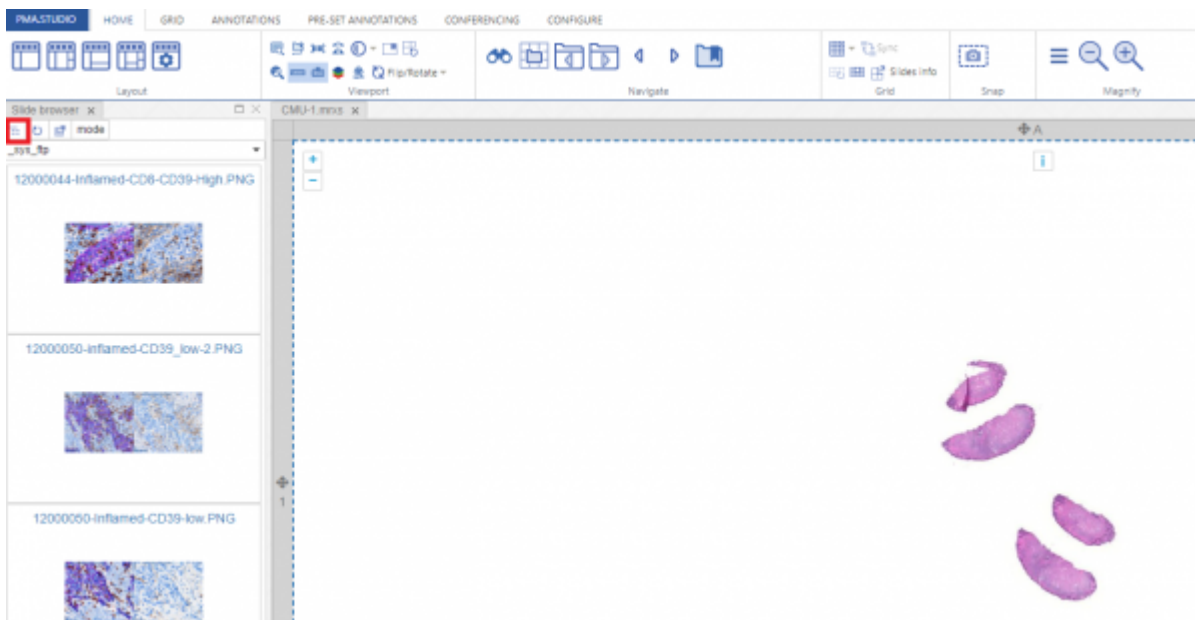 PMA.STUDIO HOME GRID ANNOTATIONS PRE-SET ANNOTATIONS CONFERENCING CONFIGURE
Sync
Flip/Rotate
Slides info
Layout Viewport Navigate Grid Snap Magnify
Slide browser x CMU-1.mrxs x
mode
A
_sys_ftp
+
i
12000044-Inflamed-CD8-CD39-High.PNG
−
12000050-inflamed-CD39_low-2.PNG
1
12000050-Inflamed-CD39-low.PNG